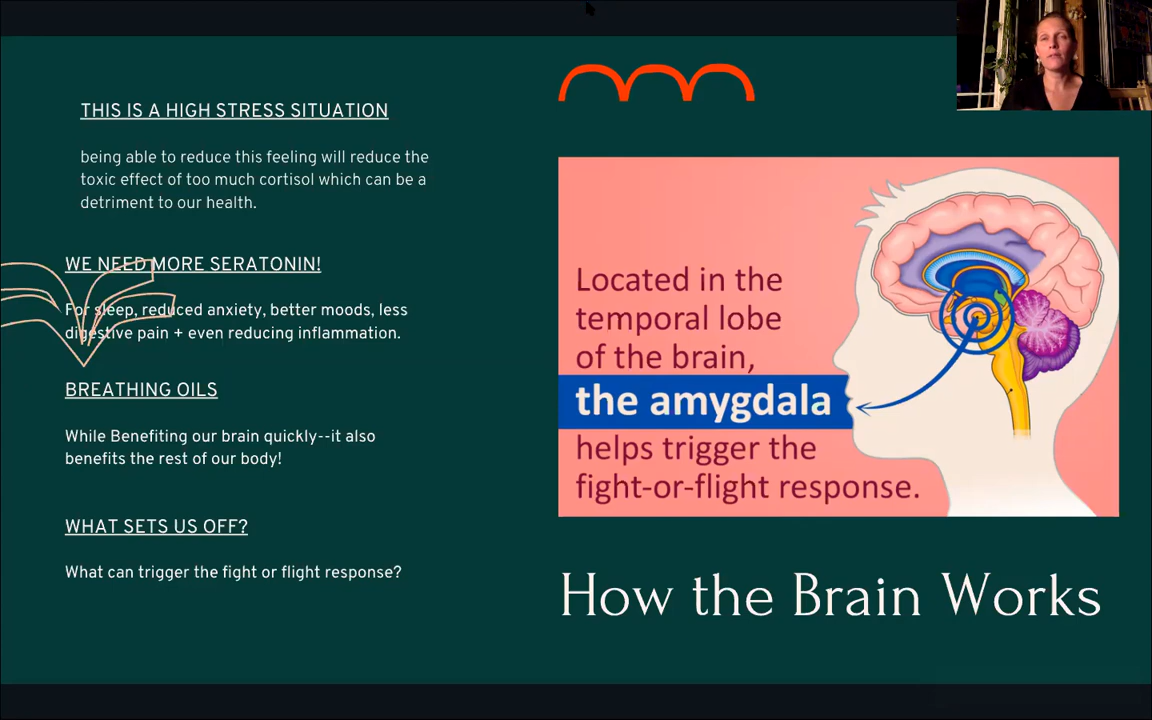 THIS IS A HIGH STRESS SITUATION
being able to reduce this feeling will reduce the
toxic effect of too much cortisol which can be a
detriment to our health.
WE NEED MORE SERATONIN!
For sleep, reduced anxiety, better moods, less
digestive pain + even reducing inflammation.
BREATHING OILS
While Benefiting our brain quickly--it also
benefits the rest of our body!
WHAT SETS US OFF?
What can trigger the fight or flight response?
Located in the
temporal lobe
of the brain,
the amygdala
helps trigger the
fight-or-flight response.
How the Brain Works